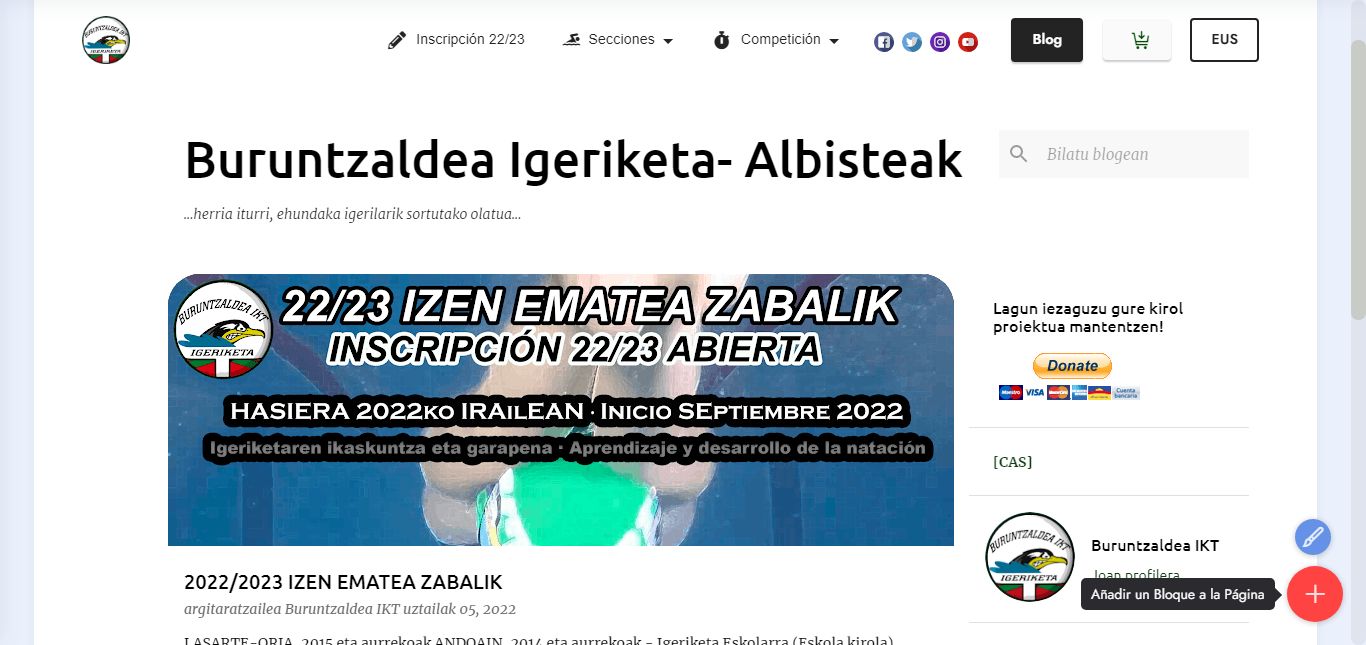 BURUNTZALDEA IKT
IGERIKETA
Inscripción 22/23
Secciones
Competición
Blog
EUS
Buruntzaldea Igeriketa- Albisteak
Bilatu blogean
...herria iturri, ehundaka igerilarik sortutako olatua...
BURUNTZALDEA IKT
IGERIKETA
22/23 IZEN EMATEA ZABALIK
INSCRIPCIÓN 22/23 ABIERTA
HASIERA 2022KO IRAILEAN · INICIO SEPTIEMBRE 2022
Igeriketaren ikaskuntza eta garapena · Aprendizaje y desarrollo de la natación
Lagun iezaguzu gure kirol
proiektua mantentzen!
Donate
Maestro VISA MasterCard
Cuenta
bancaria
[CAS]
BURUNTZALDEA IKT
IGERIKETA
Buruntzaldea IKT
Joan profilera
Añadir un Bloque a la Página
2022/2023 IZEN EMATEA ZABALIK
argitaratzailea Buruntzaldea IKT uztailak 05, 2022
LASARTE-ORIA, 2015 eta aurrekoak ANDOAIN, 2014 eta aurrekoak - Igeriketa Eskolarra (Eskola kirola)